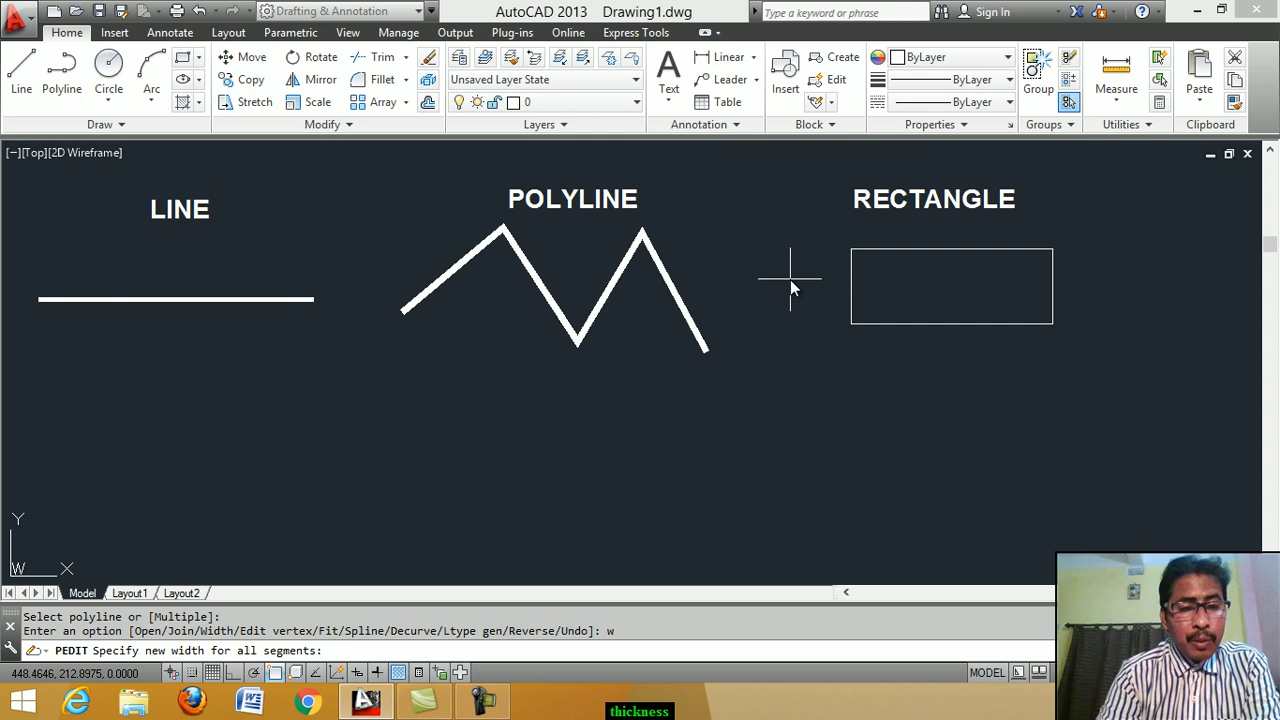 AutoCAD 2013 Drawing1.dwg
Drafting & Annotation
Type a keyword or phrase
Sign In
Home Insert Annotate Layout Parametric View Manage Output Plug-ins Online Express Tools
Line Polyline Circle Arc
Move Rotate Trim
Copy Mirror Fillet
Stretch Scale Array
Unsaved Layer State
0
Text
Linear
Leader
Table
Insert
Create
Edit
ByLayer
ByLayer
ByLayer
Group
Measure
Paste
Draw Modify Layers Annotation Block Properties Groups Utilities Clipboard
[−][Top][2D Wireframe]
LINE
POLYLINE
RECTANGLE
Y
W X
Model Layout1 Layout2
Select polyline or [Multiple]:
Enter an option [Open/Join/Width/Edit vertex/Fit/Spline/Decurve/Ltype gen/Reverse/Undo]: w
PEDIT Specify new width for all segments:
448.4646, 212.8975, 0.0000
MODEL
thickness